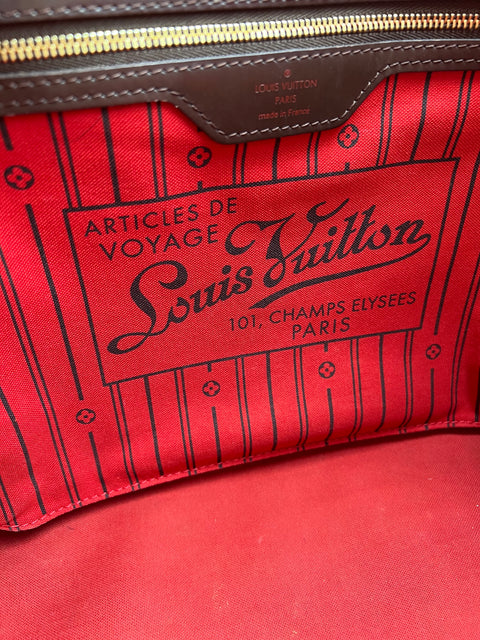 LOUIS VUITTON
PARIS
made in France
ARTICLES DE
VOYAGE
Louis Vuitton
101, CHAMPS ELYSEES
PARIS